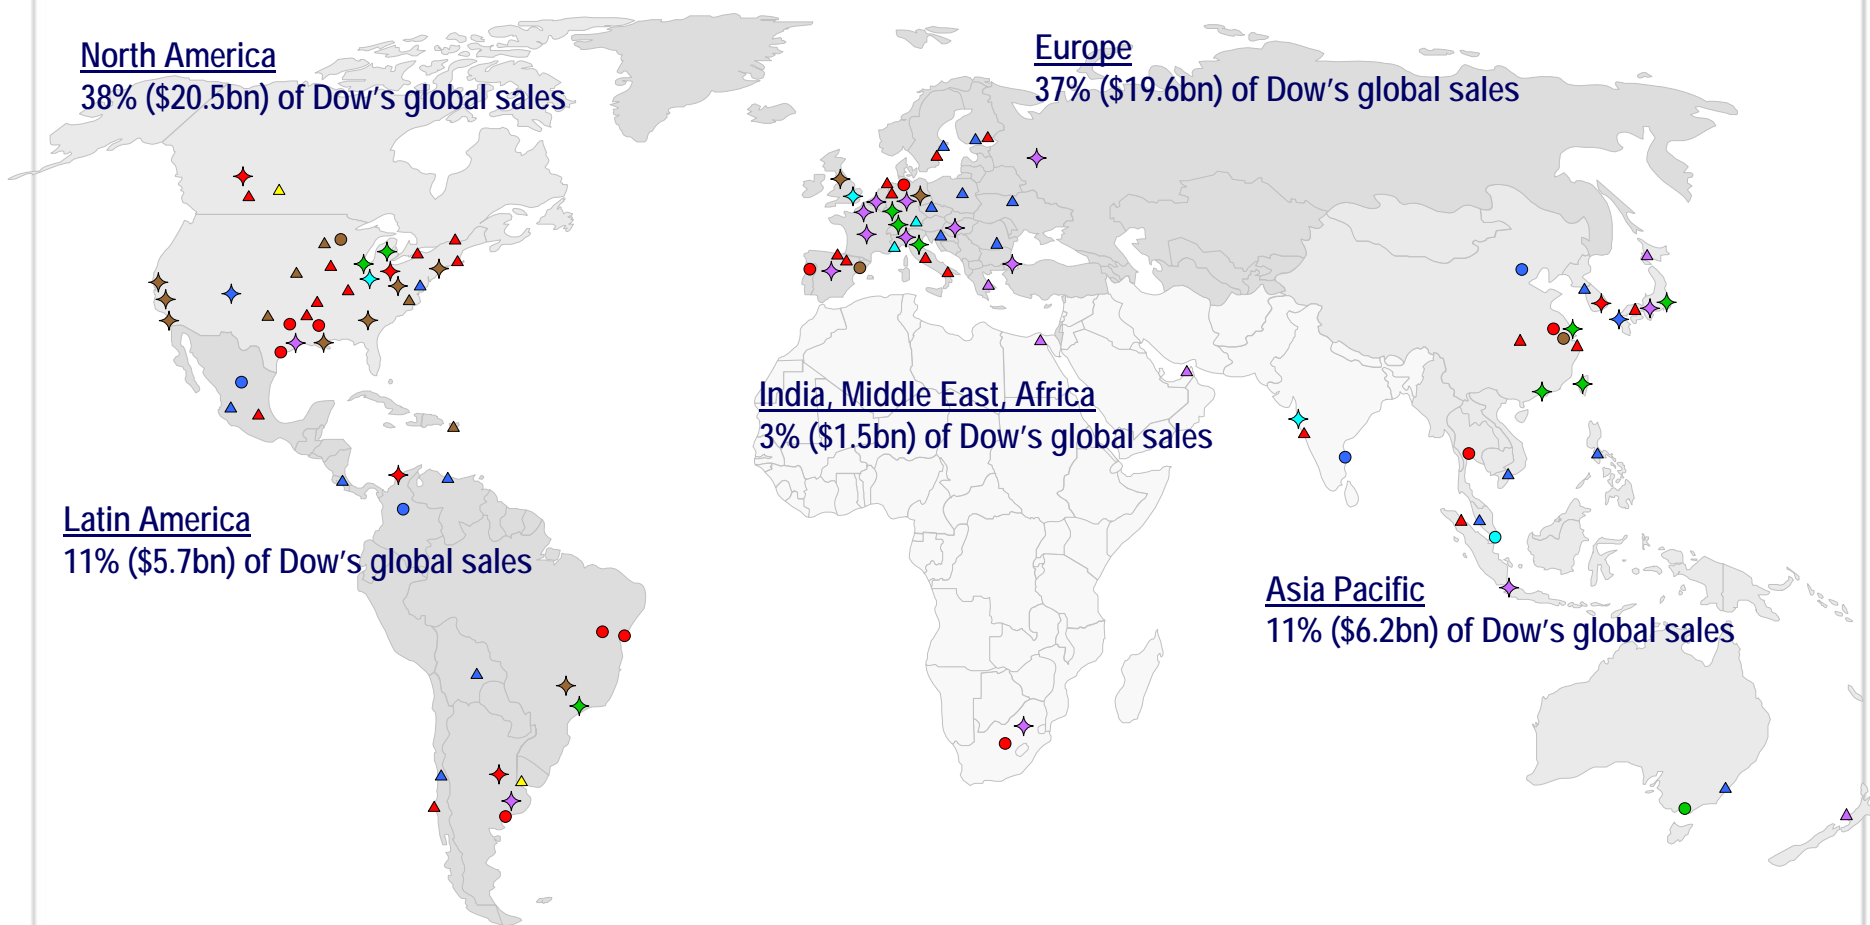 North America
38% ($20.5bn) of Dow's global sales
Europe
37% ($19.6bn) of Dow's global sales
India, Middle East, Africa
3% ($1.5bn) of Dow's global sales
Latin America
11% ($5.7bn) of Dow's global sales
Asia Pacific
11% ($6.2bn) of Dow's global sales